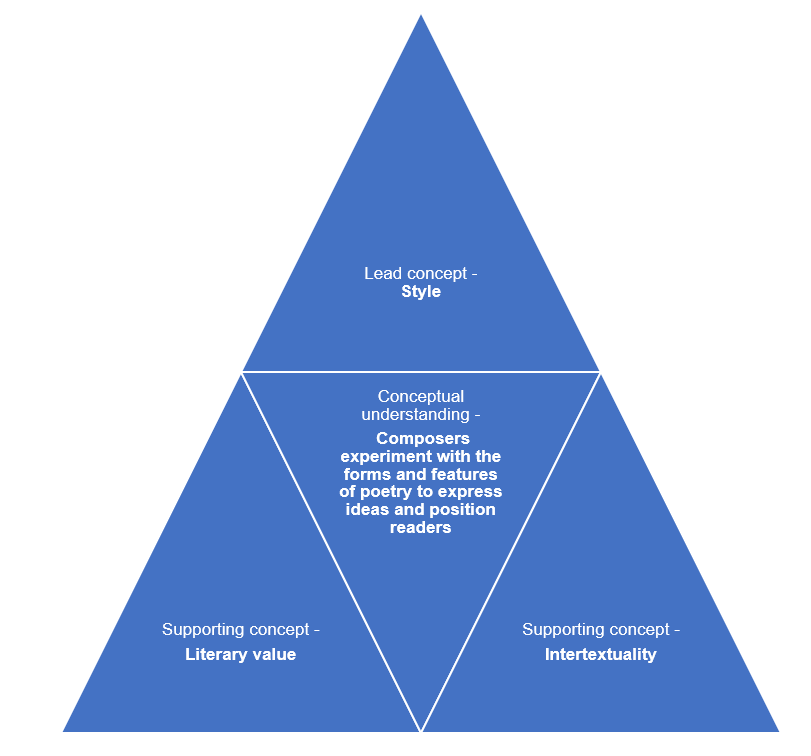 Lead concept -
Style
Conceptual
understanding -
Composers
experiment with the
forms and features
of poetry to express
ideas and position
readers
Supporting concept -
Literary value
Supporting concept -
Intertextuality